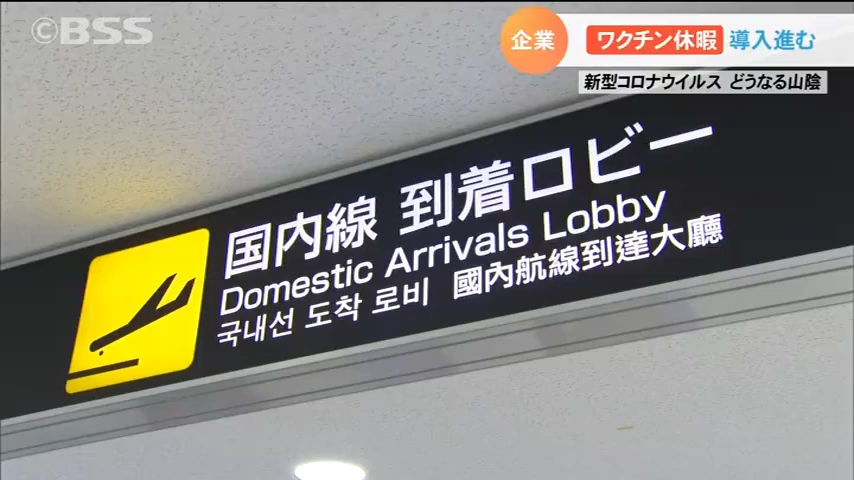 ©BSS
企業 ワクチン休暇 導入進む
新型コロナウイルス どうなる山陰
国内線 到着ロビー
Domestic Arrivals Lobby
국내선 도착 로비 國內航線到達大廳